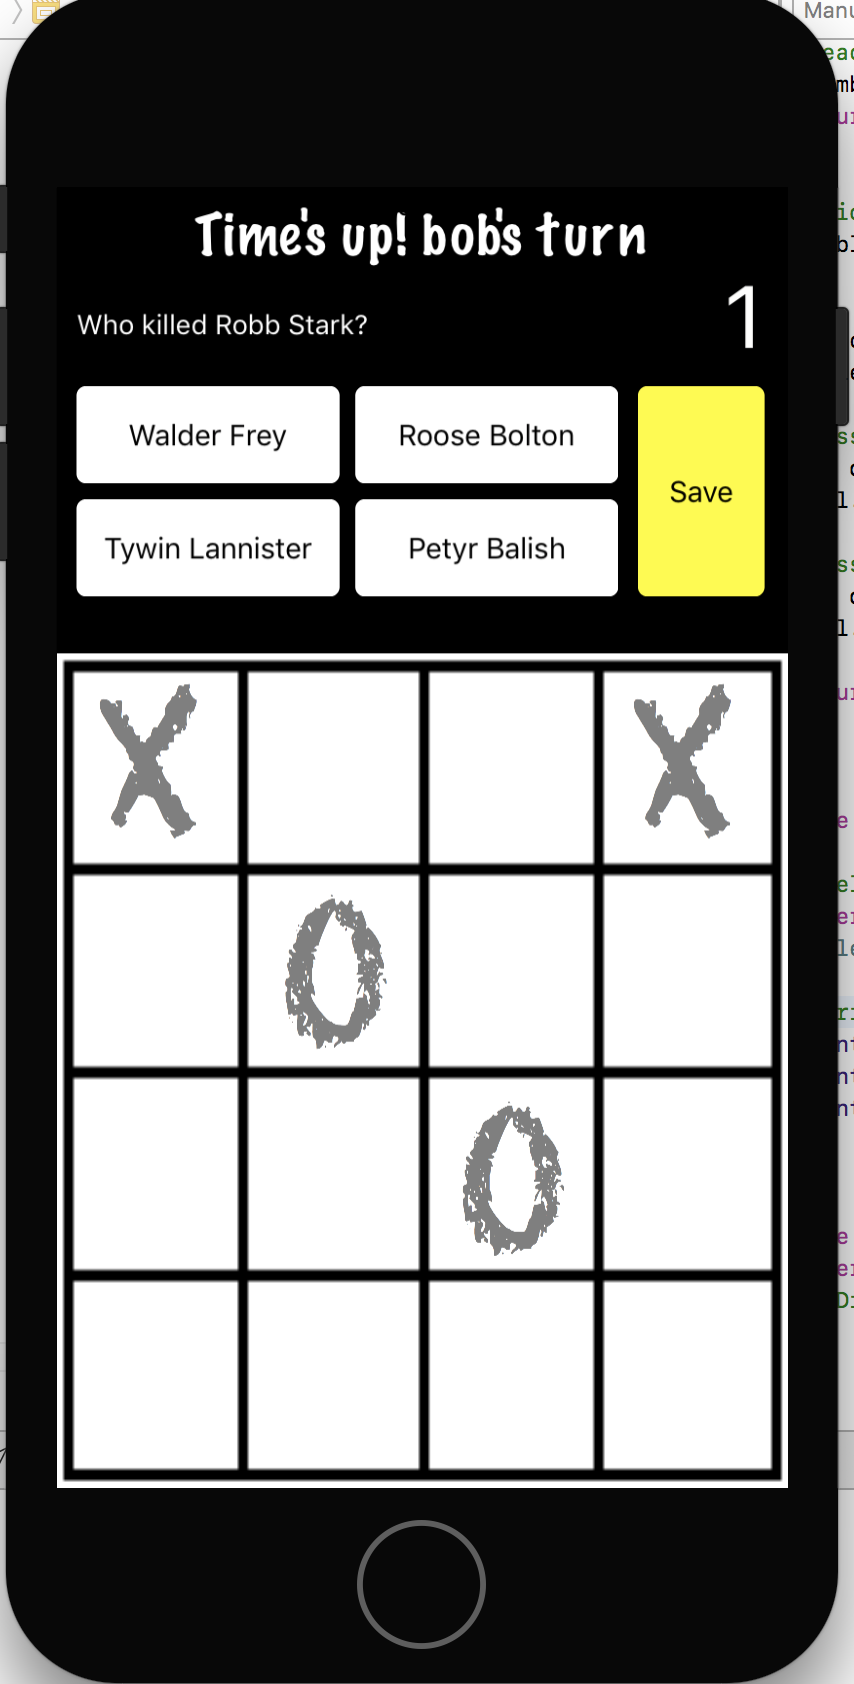 Manu
Time's up! bob's turn
Who killed Robb Stark?
1
Walder Frey
Roose Bolton
Save
Tywin Lannister
Petyr Balish
X
X
O
O